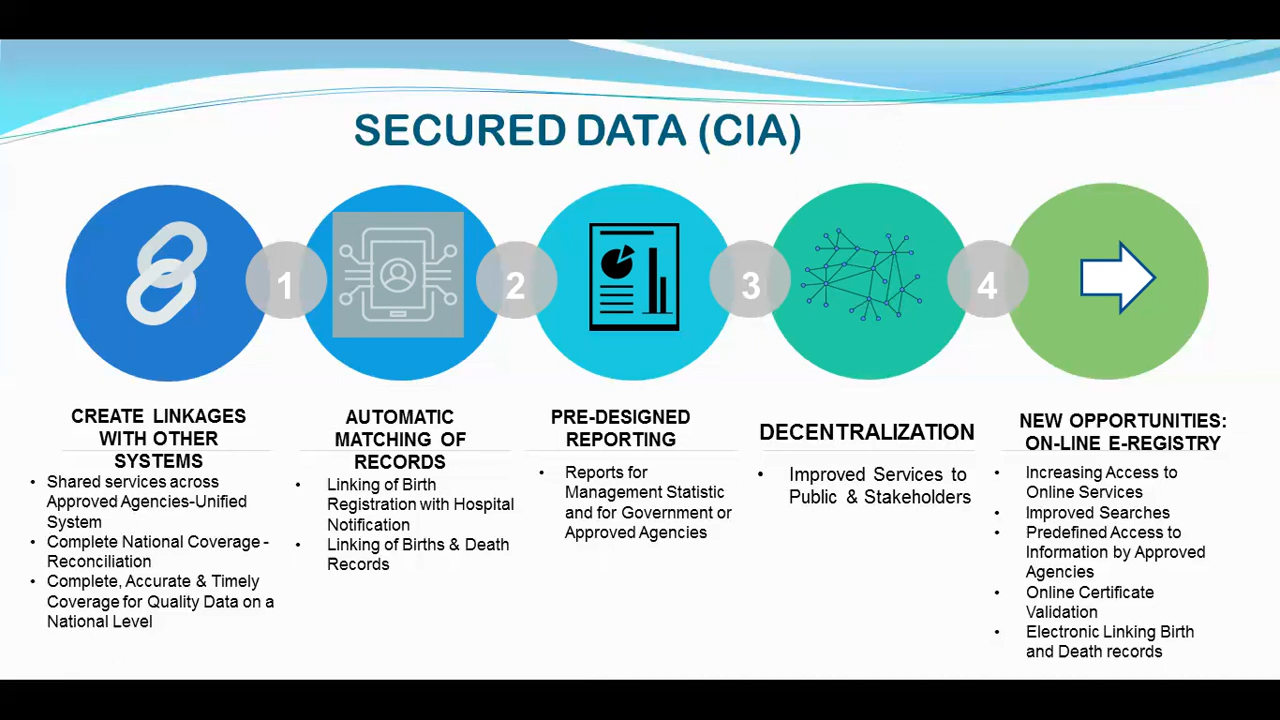 SECURED DATA (CIA)
1
2
3
4
CREATE LINKAGES
WITH OTHER
SYSTEMS
• Shared services across
Approved Agencies-Unified
System
• Complete National Coverage -
Reconciliation
• Complete, Accurate & Timely
Coverage for Quality Data on a
National Level
AUTOMATIC
MATCHING OF
RECORDS
• Linking of Birth
Registration with Hospital
Notification
• Linking of Births & Death
Records
PRE-DESIGNED
REPORTING
• Reports for
Management Statistic
and for Government or
Approved Agencies
DECENTRALIZATION
• Improved Services to
Public & Stakeholders
NEW OPPORTUNITIES:
ON-LINE E-REGISTRY
• Increasing Access to
Online Services
• Improved Searches
• Predefined Access to
Information by Approved
Agencies
• Online Certificate
Validation
• Electronic Linking Birth
and Death records